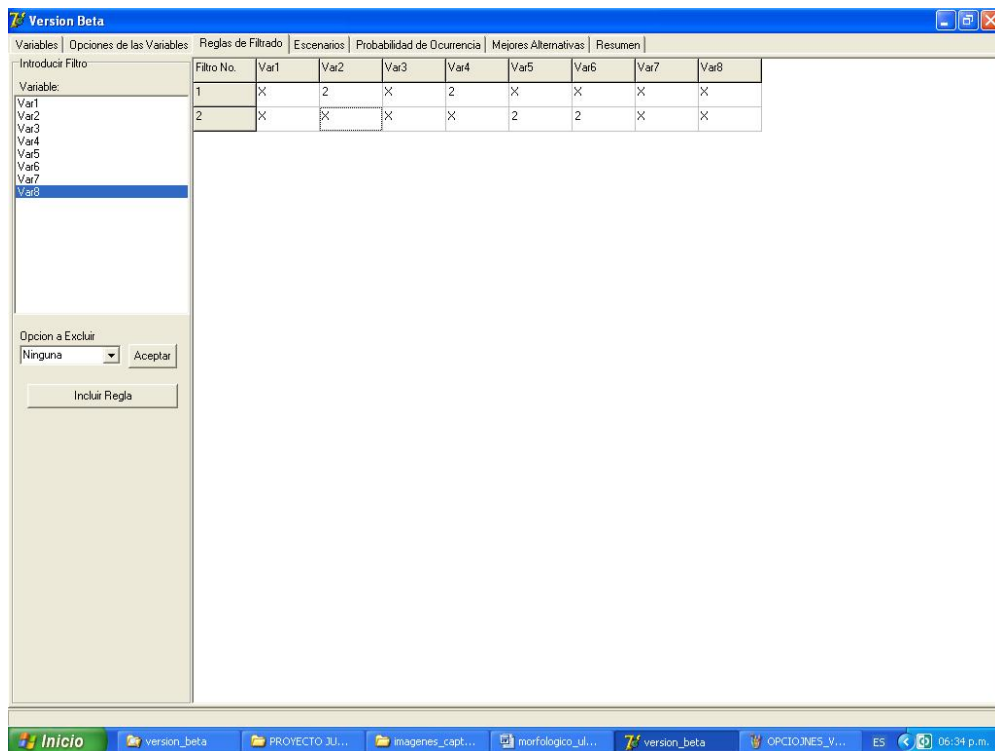 Version Beta
Variables Opciones de las Variables Reglas de Filtrado Escenarios Probabilidad de Ocurrencia Mejores Alternativas Resumen
Introducir Filtro
Variable:
Var1
Var2
Var3
Var4
Var5
Var6
Var7
Var8
Opcion a Excluir
Ninguna Aceptar
Incluir Regla
Filtro No. Var1 Var2 Var3 Var4 Var5 Var6 Var7 Var8
1 X 2 X 2 X X X X
2 X X X X 2 2 X X
Inicio version_beta PROYECTO JU... imagenes_capt... morfologico_ul... version_beta OPCIOJNES_V... ES 06:34 p.m.